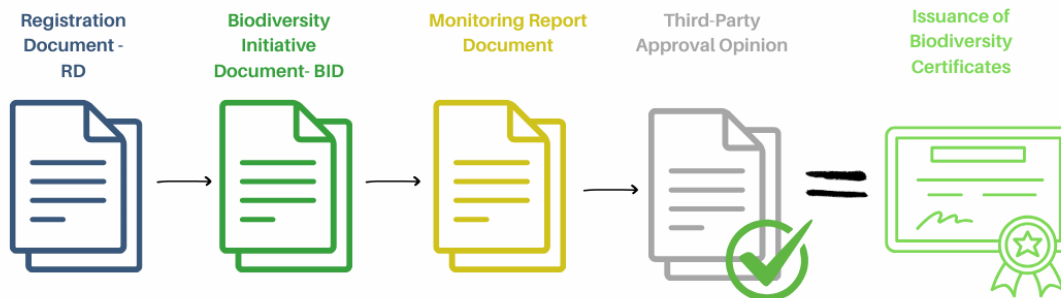 Registration
Document -
RD
Biodiversity
Initiative
Document- BID
Monitoring Report
Document
Third-Party
Approval Opinion
Issuance of
Biodiversity
Certificates